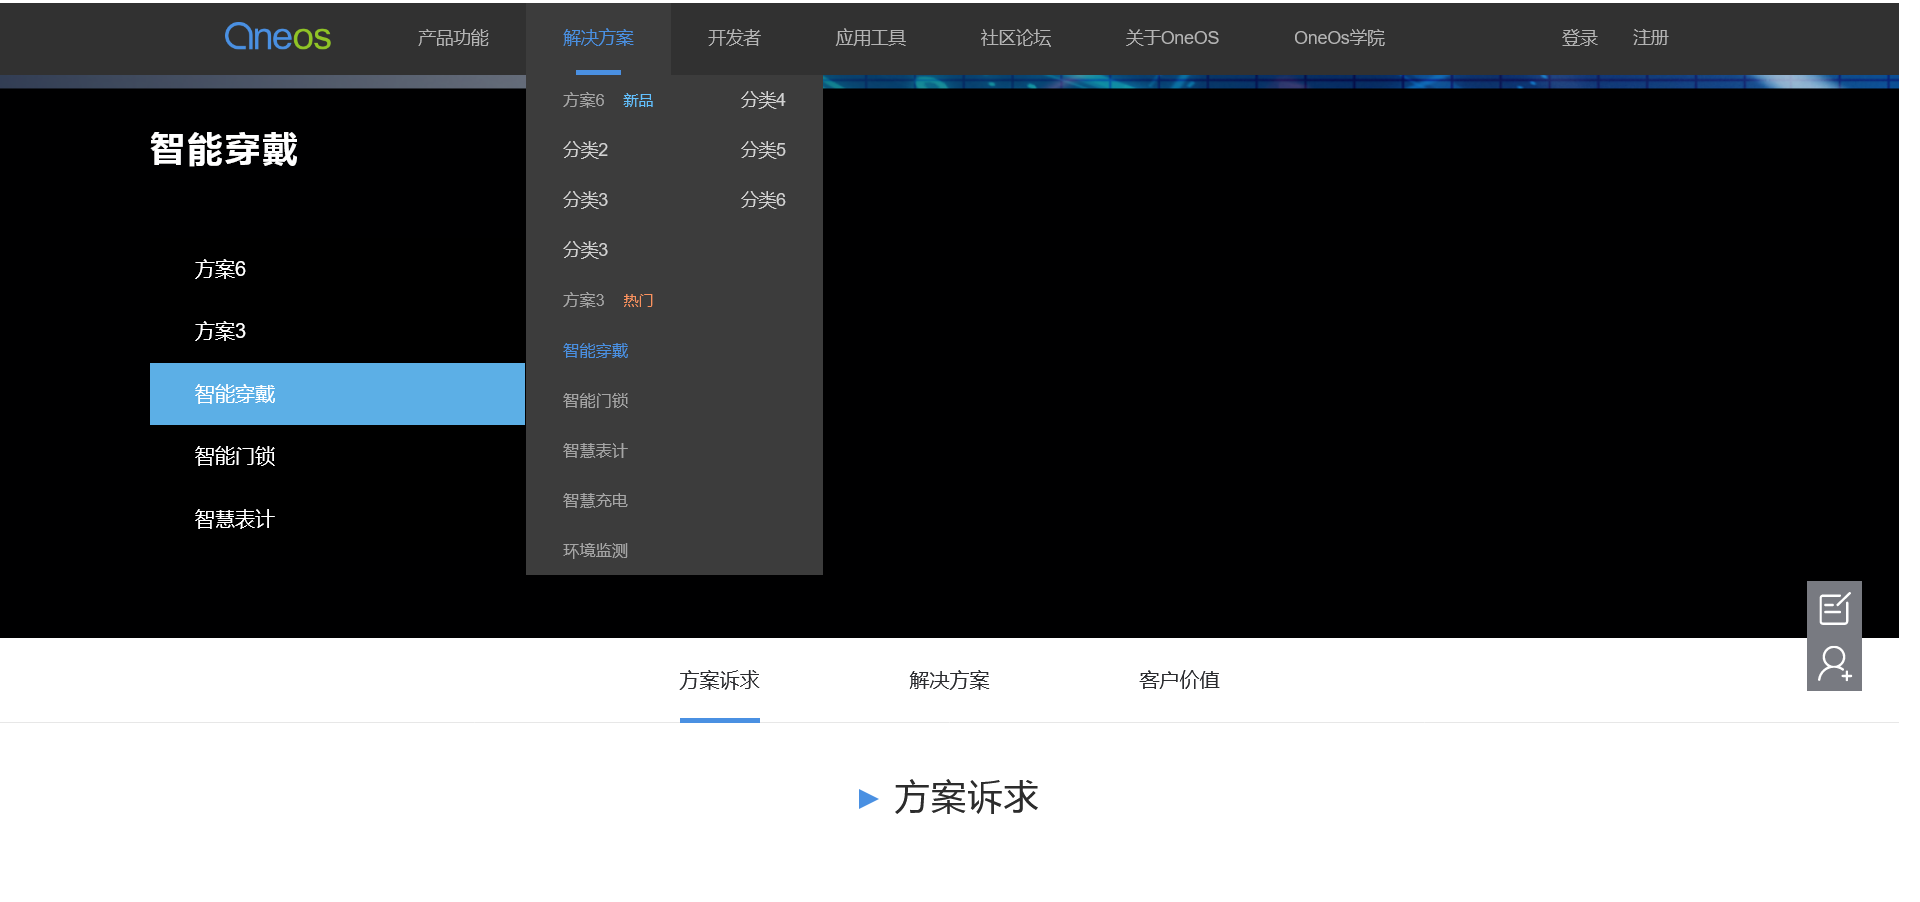 Oneos 产品功能 解决方案 开发者 应用工具 社区论坛 关于OneOS OneOs学院 登录 注册
方案6 新品 分类4
分类2 分类5
分类3 分类6
分类3
方案3 热门
智能穿戴
智能门锁
智慧表计
智慧充电
环境监测
智能穿戴
方案6
方案3
智能穿戴
智能门锁
智慧表计
方案诉求 解决方案 客户价值
方案诉求